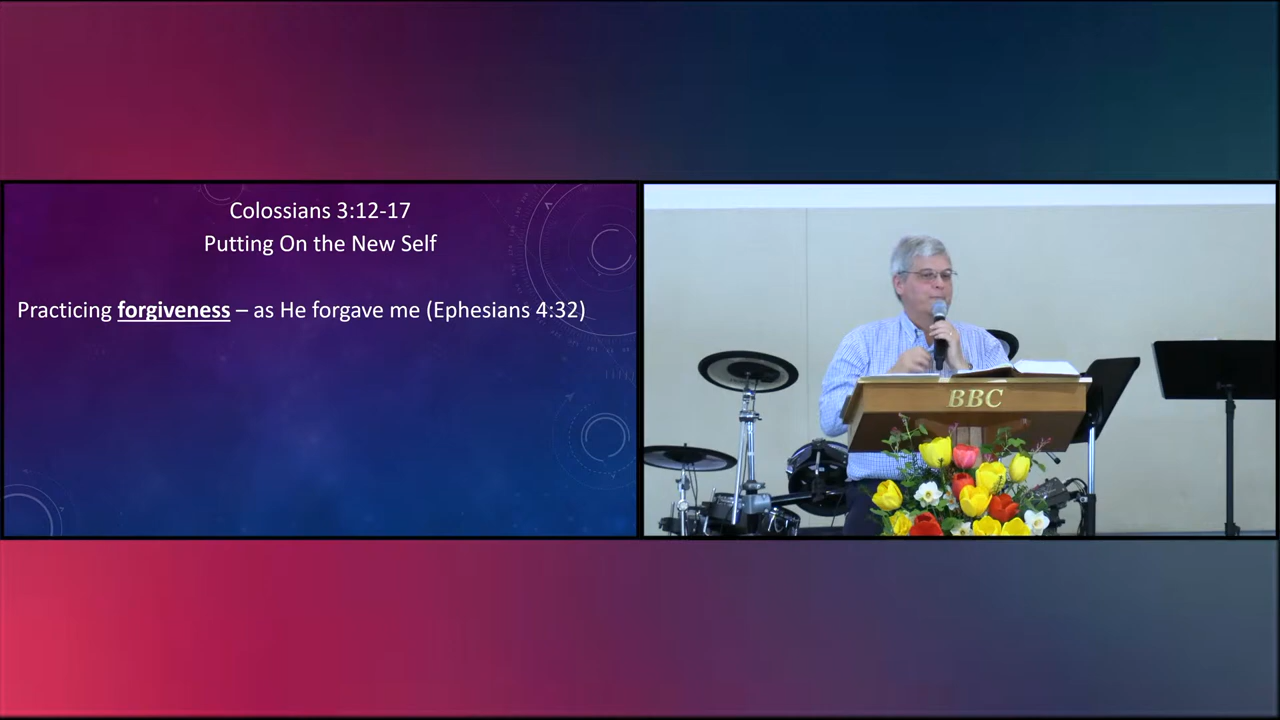 Colossians 3:12-17
Putting On the New Self
Practicing forgiveness – as He forgave me (Ephesians 4:32)
BBC